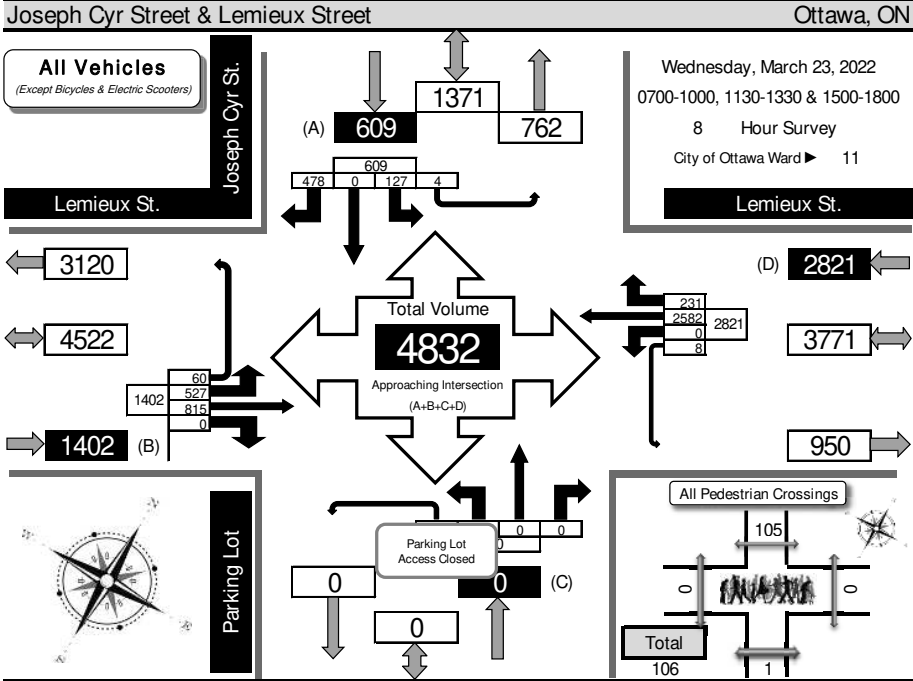 Joseph Cyr Street & Lemieux Street
Ottawa, ON
All Vehicles
(Except Bicycles & Electric Scooters)
Joseph Cyr St.
Lemieux St.
1371
(A) 609
762
609
478 0 127 4
Wednesday, March 23, 2022
0700-1000, 1130-1330 & 1500-1800
8 Hour Survey
City of Ottawa Ward ► 11
Lemieux St.
3120
4522
1402 (B)
60
527
815
0
1402
Total Volume
4832
Approaching Intersection
(A+B+C+D)
231
2582
0
8
2821
(D) 2821
3771
950
Parking Lot
0 0
0
Parking Lot
Access Closed
0
0 (C)
0
All Pedestrian Crossings
105
0
0
Total
106
1